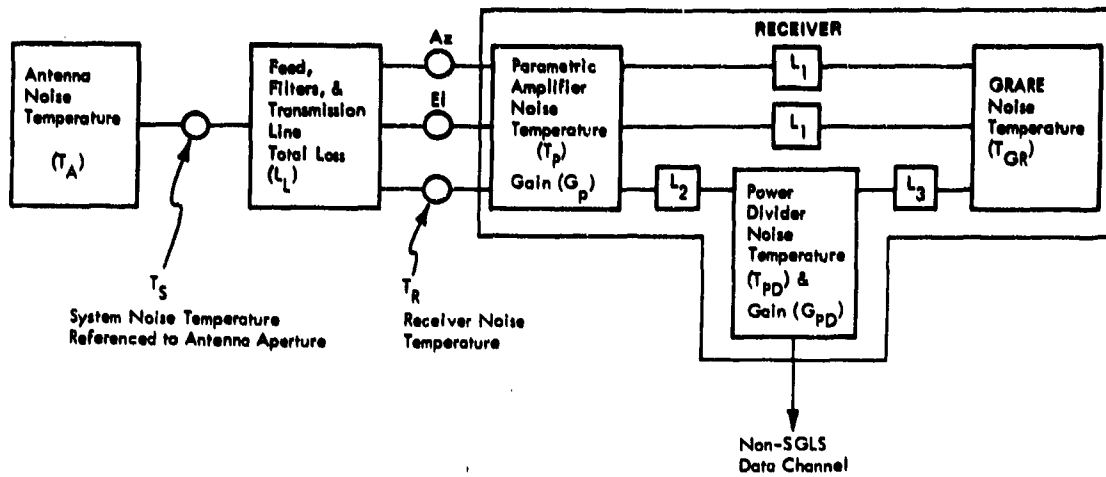 RECEIVER
Antenna
Noise
Temperature
(T_A)
Feed,
Filters, &
Transmission
Line
Total Loss
(L_L)
Az
El
Parametric
Amplifier
Noise
Temperature
(T_P)
Gain (G_P)
L_1
L_1
L_2
L_3
Power
Divider
Noise
Temperature
(T_PD) &
Gain (G_PD)
GRARE
Noise
Temperature
(T_GR)
T_S
System Noise Temperature
Referenced to Antenna Aperture
T_R
Receiver Noise
Temperature
Non-SGLS
Data Channel